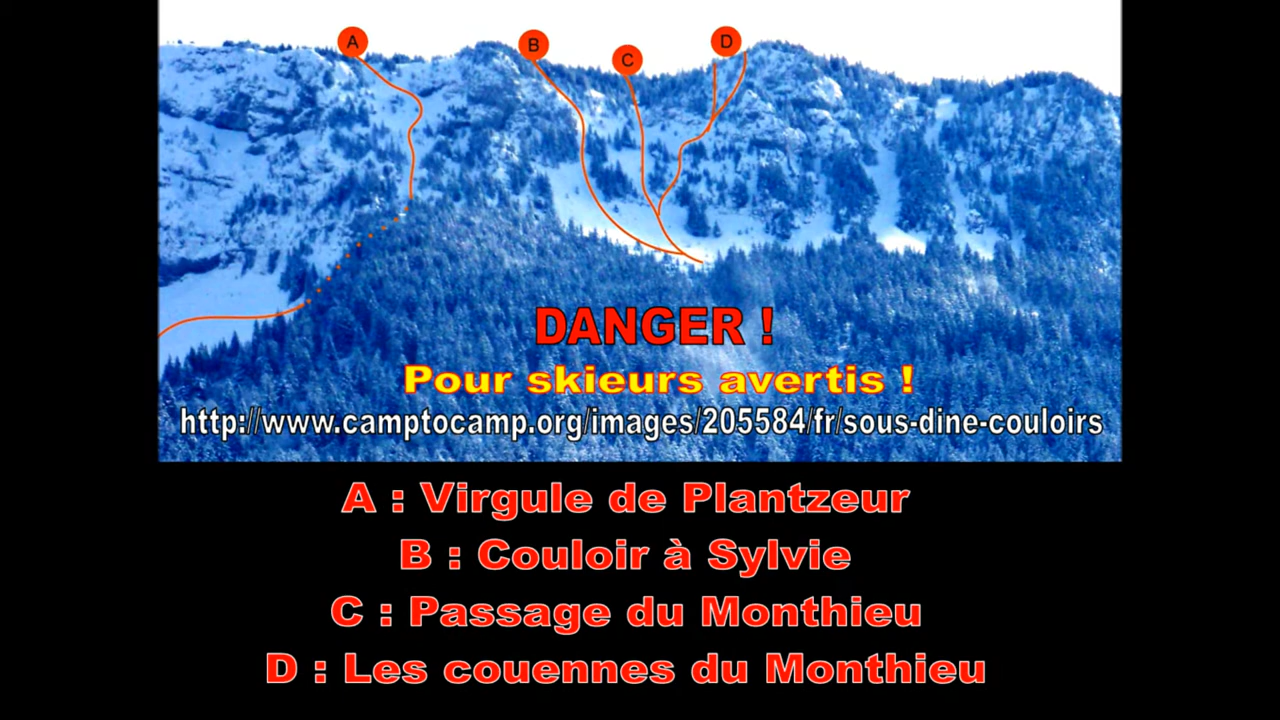 A
B
C
D
DANGER !
Pour skieurs avertis !
http://www.camptocamp.org/images/205584/fr/sous-dine-couloirs
A : Virgule de Plantzeur
B : Couloir à Sylvie
C : Passage du Monthieu
D : Les couennes du Monthieu